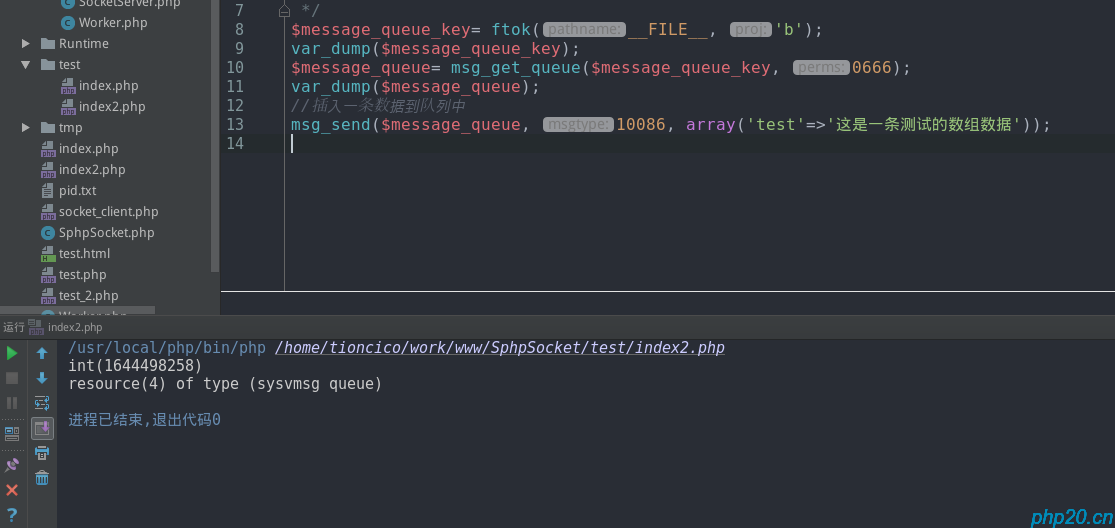 SocketServer.php
Worker.php
Runtime
test
index.php
index2.php
tmp
index.php
index2.php
pid.txt
socket_client.php
SphpSocket.php
test.html
test.php
test_2.php
Worker.php
7 */
8 $message_queue_key= ftok( pathname: __FILE__, proj: 'b');
9 var_dump($message_queue_key);
10 $message_queue= msg_get_queue($message_queue_key, perms: 0666);
11 var_dump($message_queue);
12 //插入一条数据到队列中
13 msg_send($message_queue, msgtype: 10086, array('test'=>'这是一条测试的数组数据'));
14
运行 index2.php
/usr/local/php/bin/php /home/tioncico/work/www/SphpSocket/test/index2.php
int(1644498258)
resource(4) of type (sysvmsg queue)
进程已结束,退出代码0
php20.cn